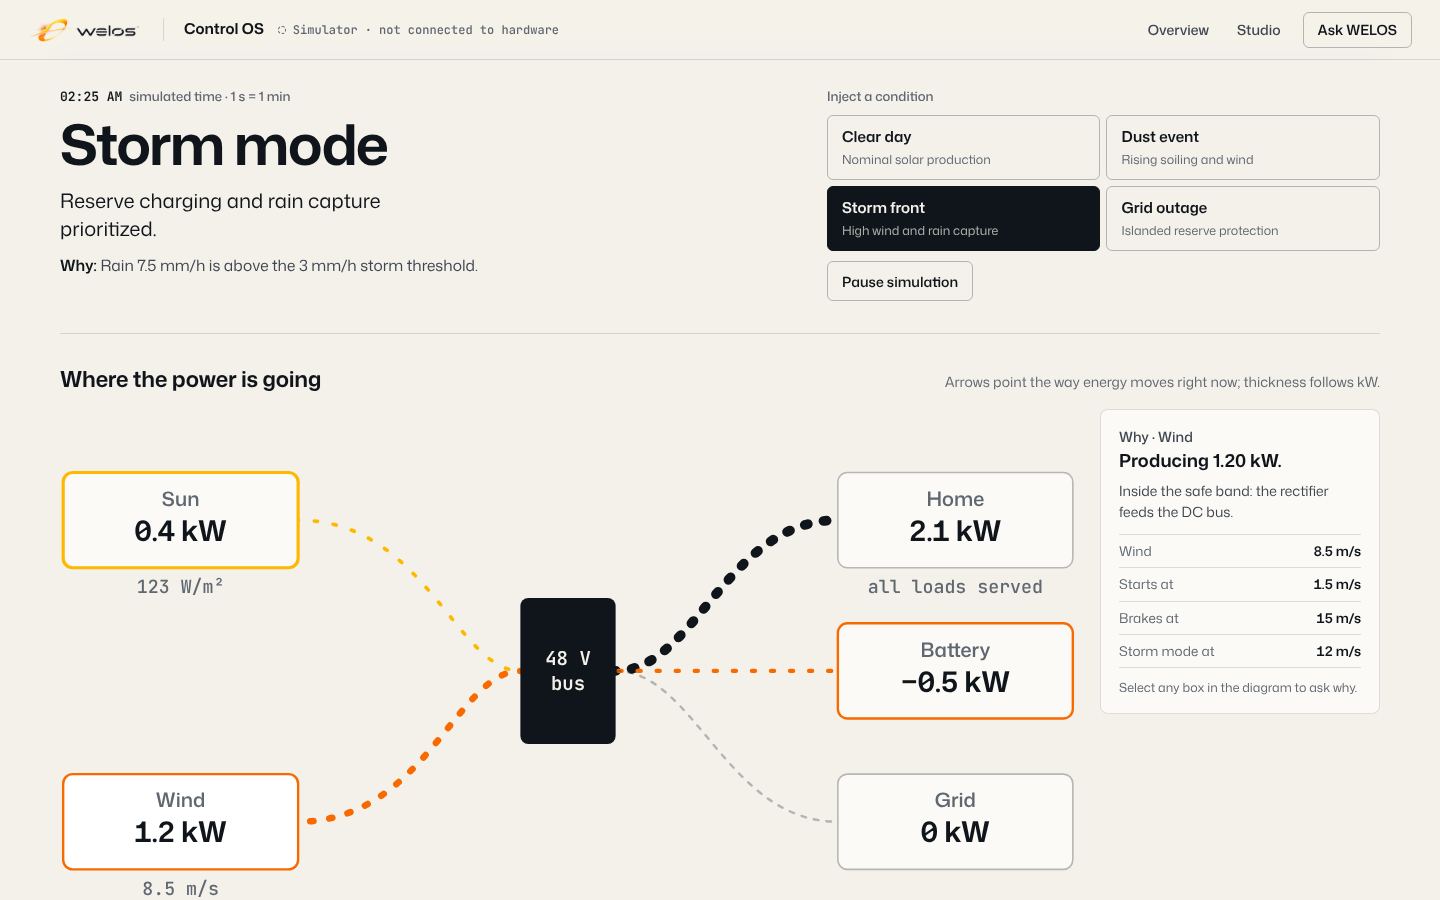 welos
Control OS
Simulator · not connected to hardware
Overview
Studio
Ask WELOS
02:25 AM simulated time · 1 s = 1 min
Storm mode
Reserve charging and rain capture
prioritized.
Why: Rain 7.5 mm/h is above the 3 mm/h storm threshold.
Inject a condition
Clear day
Nominal solar production
Dust event
Rising soiling and wind
Storm front
High wind and rain capture
Grid outage
Islanded reserve protection
Pause simulation
Where the power is going
Arrows point the way energy moves right now; thickness follows kW.
Sun
0.4 kW
123 W/m²
Wind
1.2 kW
8.5 m/s
48 V
bus
Home
2.1 kW
all loads served
Battery
−0.5 kW
Grid
0 kW
Why · Wind
Producing 1.20 kW.
Inside the safe band: the rectifier
feeds the DC bus.
Wind 8.5 m/s
Starts at 1.5 m/s
Brakes at 15 m/s
Storm mode at 12 m/s
Select any box in the diagram to ask why.